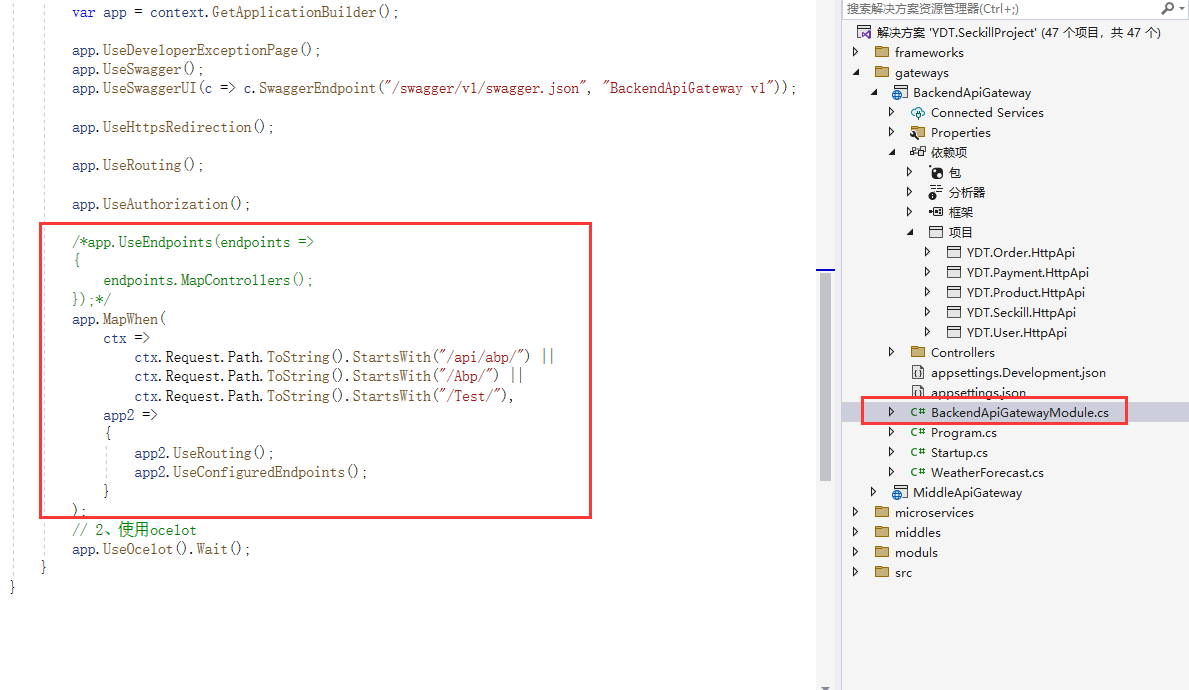 var app = context.GetApplicationBuilder();
app.UseDeveloperExceptionPage();
app.UseSwagger();
app.UseSwaggerUI(c => c.SwaggerEndpoint("/swagger/v1/swagger.json", "BackendApiGateway v1"));
app.UseHttpsRedirection();
app.UseRouting();
app.UseAuthorization();
/*app.UseEndpoints(endpoints =>
{
endpoints.MapControllers();
});*/
app.MapWhen(
ctx =>
ctx.Request.Path.ToString().StartsWith("/api/abp/") ||
ctx.Request.Path.ToString().StartsWith("/Abp/") ||
ctx.Request.Path.ToString().StartsWith("/Test/"),
app2 =>
{
app2.UseRouting();
app2.UseConfiguredEndpoints();
}
);
// 2、使用ocelot
app.UseOcelot().Wait();
}
}
搜索解决方案资源管理器(Ctrl+;)
解决方案 'YDT.SeckillProject' (47 个项目，共 47 个)
frameworks
gateways
BackendApiGateway
Connected Services
Properties
依赖项
包
分析器
框架
项目
YDT.Order.HttpApi
YDT.Payment.HttpApi
YDT.Product.HttpApi
YDT.Seckill.HttpApi
YDT.User.HttpApi
Controllers
appsettings.Development.json
appsettings.json
C# BackendApiGatewayModule.cs
C# Program.cs
C# Startup.cs
C# WeatherForecast.cs
MiddleApiGateway
microservices
middles
moduls
src